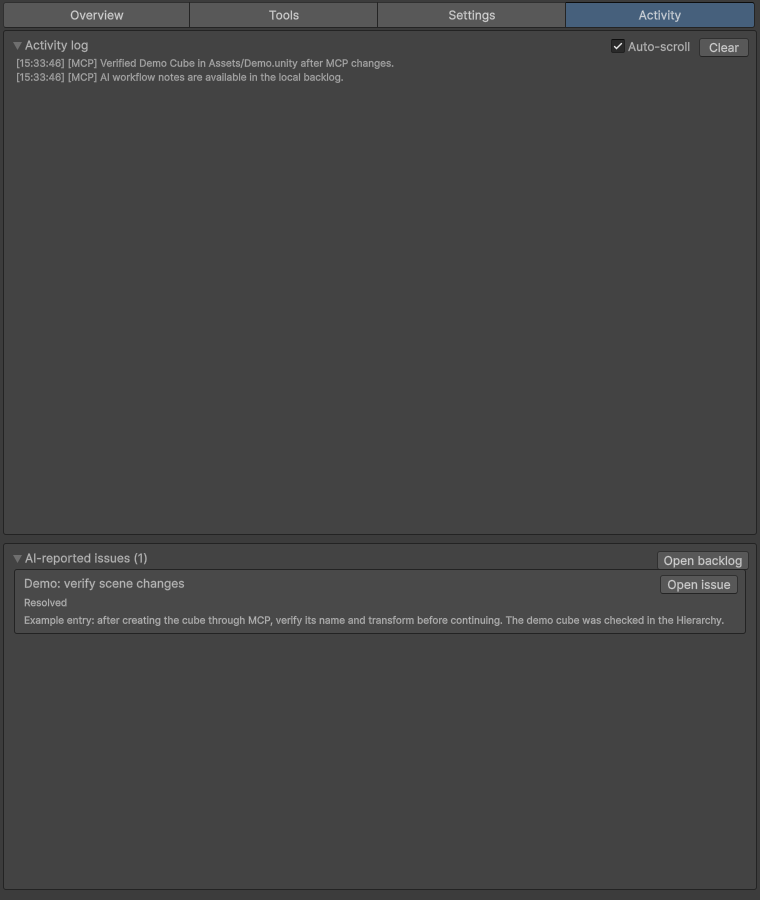 Overview Tools Settings Activity
Activity log Auto-scroll Clear
[15:33:46] [MCP] Verified Demo Cube in Assets/Demo.unity after MCP changes.
[15:33:46] [MCP] AI workflow notes are available in the local backlog.
AI-reported issues (1) Open backlog
Demo: verify scene changes Open issue
Resolved
Example entry: after creating the cube through MCP, verify its name and transform before continuing. The demo cube was checked in the Hierarchy.